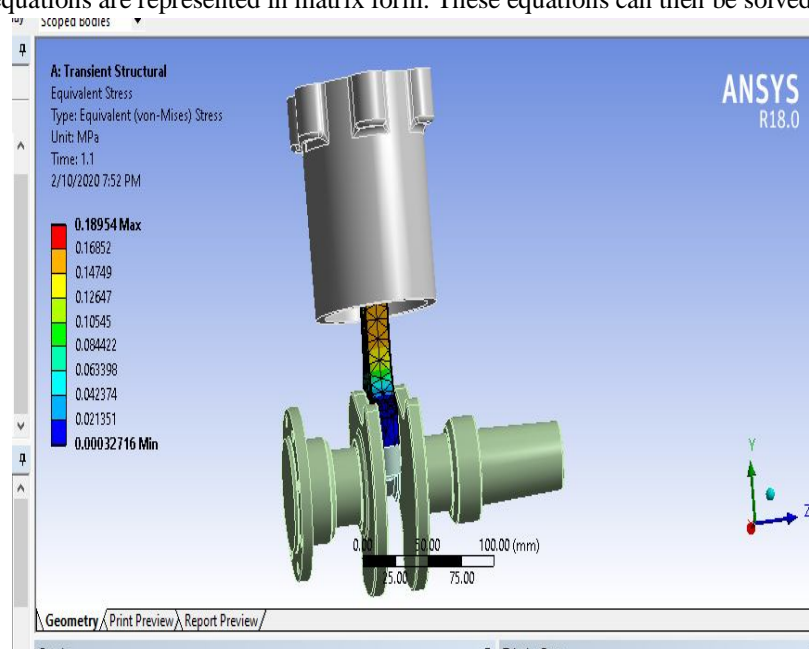 equations are represented in matrix form. These equations can then be solved
Scoped Bodies
A: Transient Structural
Equivalent Stress
Type: Equivalent (von-Mises) Stress
Unit: MPa
Time: 1.1
2/10/2020 7:52 PM
0.18954 Max
0.16852
0.14749
0.12647
0.10545
0.084422
0.063398
0.042374
0.021351
0.00032716 Min
ANSYS
R18.0
Y
Z
0.00 50.00 100.00 (mm)
25.00 75.00
Geometry Print Preview Report Preview